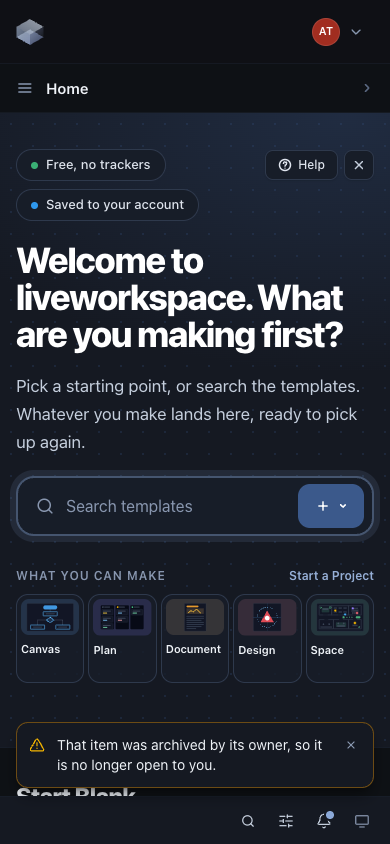 AT
Home
Free, no trackers
Help
Saved to your account
Welcome to
liveworkspace. What
are you making first?
Pick a starting point, or search the templates.
Whatever you make lands here, ready to pick
up again.
Search templates
WHAT YOU CAN MAKE
Start a Project
Canvas
Plan
Document
Design
Space
That item was archived by its owner, so it
is no longer open to you.
Start Blank